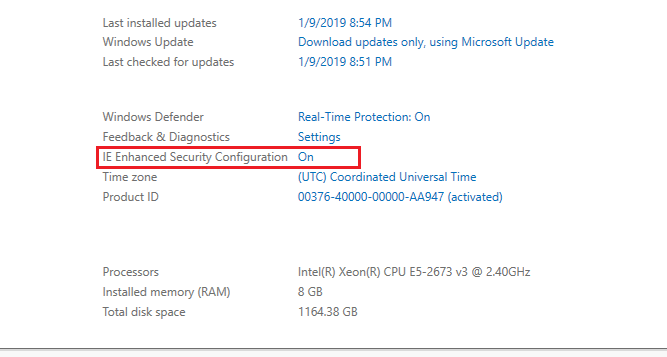 Last installed updates 1/9/2019 8:54 PM
Windows Update Download updates only, using Microsoft Update
Last checked for updates 1/9/2019 8:51 PM
Windows Defender Real-Time Protection: On
Feedback & Diagnostics Settings
IE Enhanced Security Configuration On
Time zone (UTC) Coordinated Universal Time
Product ID 00376-40000-00000-AA947 (activated)
Processors Intel(R) Xeon(R) CPU E5-2673 v3 @ 2.40GHz
Installed memory (RAM) 8 GB
Total disk space 1164.38 GB